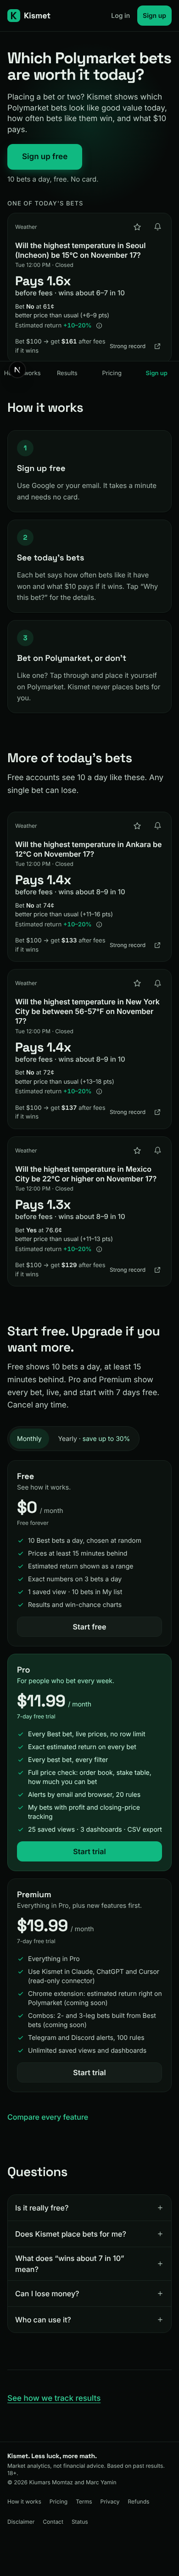 K Kismet
Log in
Sign up
Which Polymarket bets
are worth it today?
Placing a bet or two? Kismet shows which
Polymarket bets look like good value today,
how often bets like them win, and what $10
pays.
Sign up free
10 bets a day, free. No card.
ONE OF TODAY'S BETS
Weather
Will the highest temperature in Seoul
(Incheon) be 15°C on November 17?
Tue 12:00 PM · Closed
Pays 1.6x
before fees · wins about 6–7 in 10
Bet No at 61¢
better price than usual (+6–9 pts)
Estimated return +10–20%
Bet $100 → get $161 after fees
if it wins
Strong record
N
works
Results
Pricing
Sign up
How it works
1
Sign up free
Use Google or your email. It takes a minute
and needs no card.
2
See today's bets
Each bet says how often bets like it have
won and what $10 pays if it wins. Tap “Why
this bet?” for the details.
3
Bet on Polymarket, or don't
Like one? Tap through and place it yourself
on Polymarket. Kismet never places bets for
you.
More of today's bets
Free accounts see 10 a day like these. Any
single bet can lose.
Weather
Will the highest temperature in Ankara be
12°C on November 17?
Tue 12:00 PM · Closed
Pays 1.4x
before fees · wins about 8–9 in 10
Bet No at 74¢
better price than usual (+11–16 pts)
Estimated return +10–20%
Bet $100 → get $133 after fees
if it wins
Strong record
Weather
Will the highest temperature in New York
City be between 56-57°F on November
17?
Tue 12:00 PM · Closed
Pays 1.4x
before fees · wins about 8–9 in 10
Bet No at 72¢
better price than usual (+13–18 pts)
Estimated return +10–20%
Bet $100 → get $137 after fees
if it wins
Strong record
Weather
Will the highest temperature in Mexico
City be 22°C or higher on November 17?
Tue 12:00 PM · Closed
Pays 1.3x
before fees · wins about 8–9 in 10
Bet Yes at 76.6¢
better price than usual (+11–13 pts)
Estimated return +10–20%
Bet $100 → get $129 after fees
if it wins
Strong record
Start free. Upgrade if you
want more.
Free shows 10 bets a day, at least 15
minutes behind. Pro and Premium show
every bet, live, and start with 7 days free.
Cancel any time.
Monthly
Yearly · save up to 30%
Free
See how it works.
$0 / month
Free forever
10 Best bets a day, chosen at random
Prices at least 15 minutes behind
Estimated return shown as a range
Exact numbers on 3 bets a day
1 saved view · 10 bets in My list
Results and win-chance charts
Start free
Pro
For people who bet every week.
$11.99 / month
7-day free trial
Every Best bet, live prices, no row limit
Exact estimated return on every bet
Every best bet, every filter
Full price check: order book, stake table,
how much you can bet
Alerts by email and browser, 20 rules
My bets with profit and closing-price
tracking
25 saved views · 3 dashboards · CSV export
Start trial
Premium
Everything in Pro, plus new features first.
$19.99 / month
7-day free trial
Everything in Pro
Use Kismet in Claude, ChatGPT and Cursor
(read-only connector)
Chrome extension: estimated return right on
Polymarket (coming soon)
Combos: 2- and 3-leg bets built from Best
bets (coming soon)
Telegram and Discord alerts, 100 rules
Unlimited saved views and dashboards
Start trial
Compare every feature
Questions
Is it really free? +
Does Kismet place bets for me? +
What does “wins about 7 in 10”
mean? +
Can I lose money? +
Who can use it? +
See how we track results
Kismet. Less luck, more math.
Market analytics, not financial advice. Based on past results.
18+.
© 2026 Kiumars Momtaz and Marc Yamin
How it works
Pricing
Terms
Privacy
Refunds
Disclaimer
Contact
Status